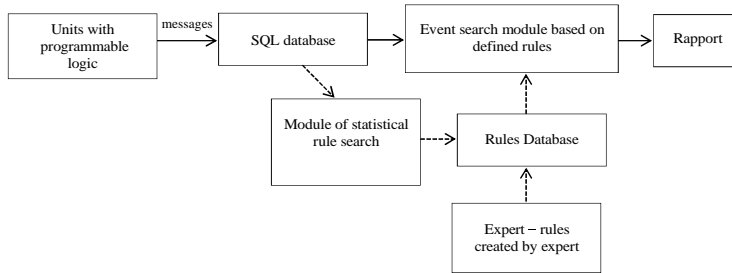 Units with
programmable
logic
messages
SQL database
Event search module based on
defined rules
Rapport
Module of statistical
rule search
Rules Database
Expert – rules
created by expert